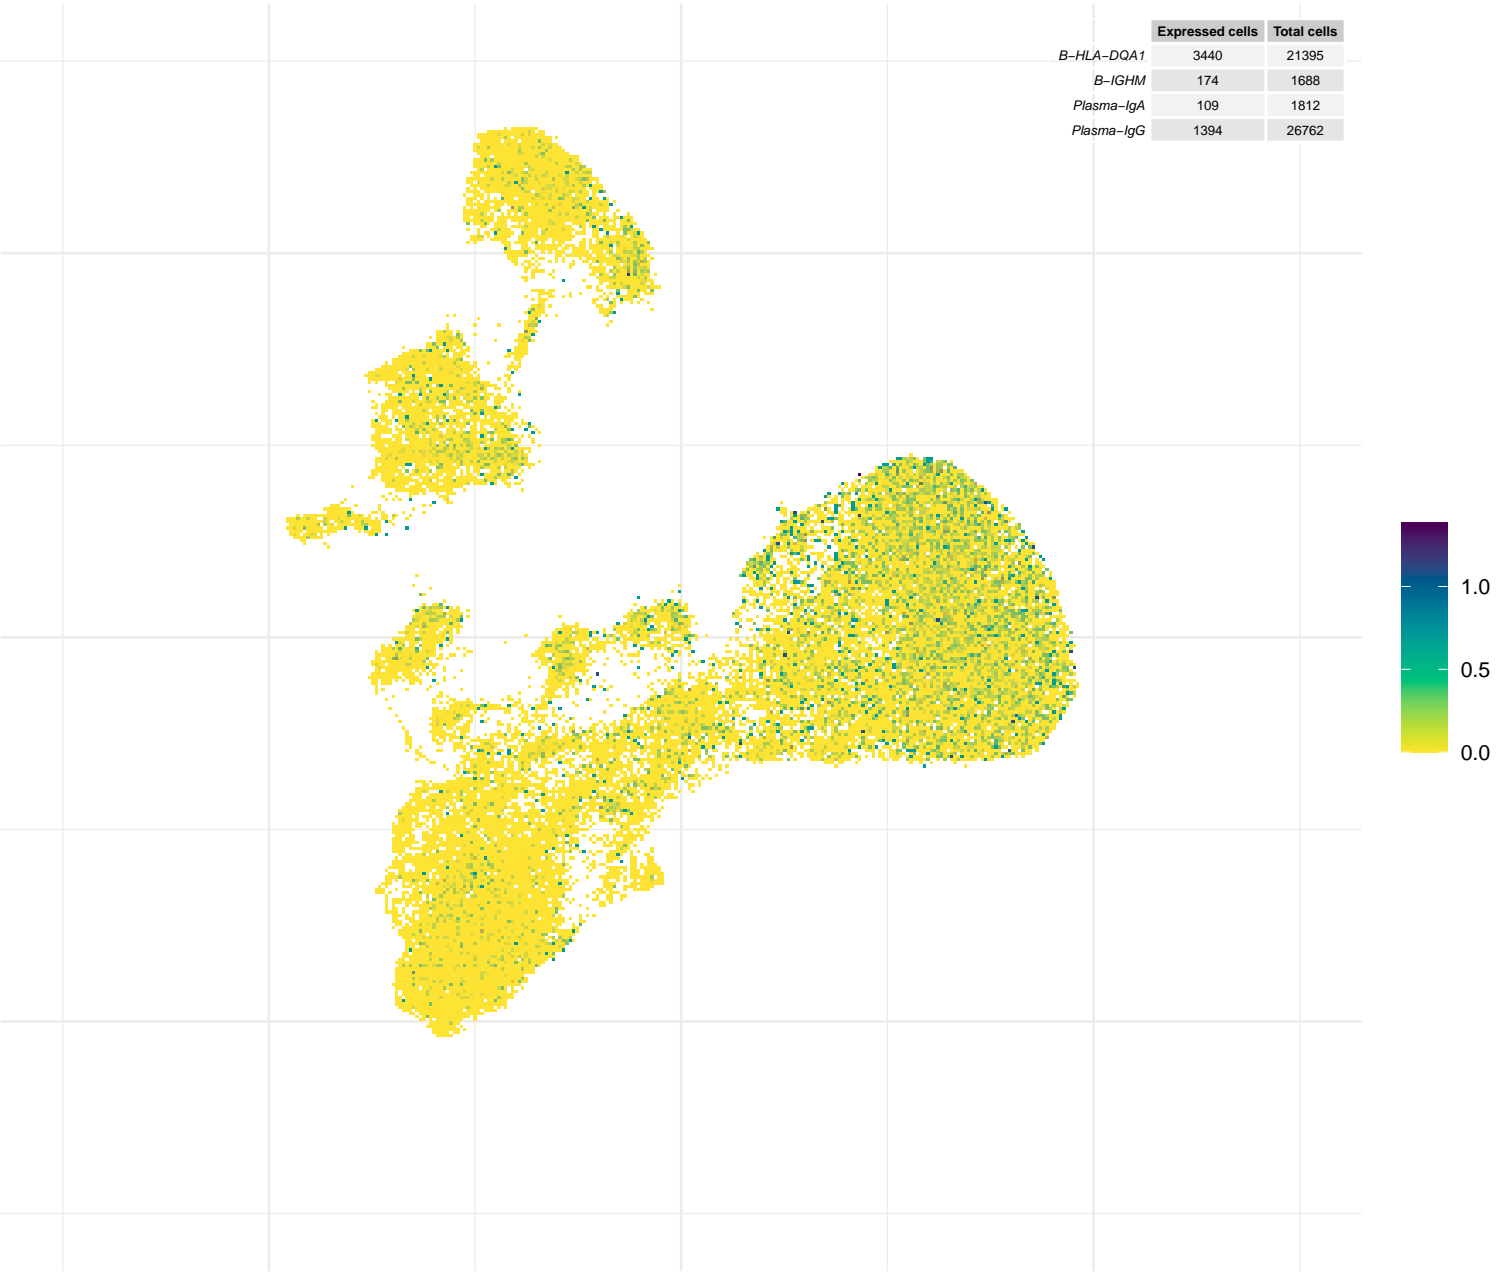 Expressed cells Total cells
B−HLA−DQA1 3440 21395
B−IGHM 174 1688
Plasma−IgA 109 1812
Plasma−IgG 1394 26762
1.0
0.5
0.0